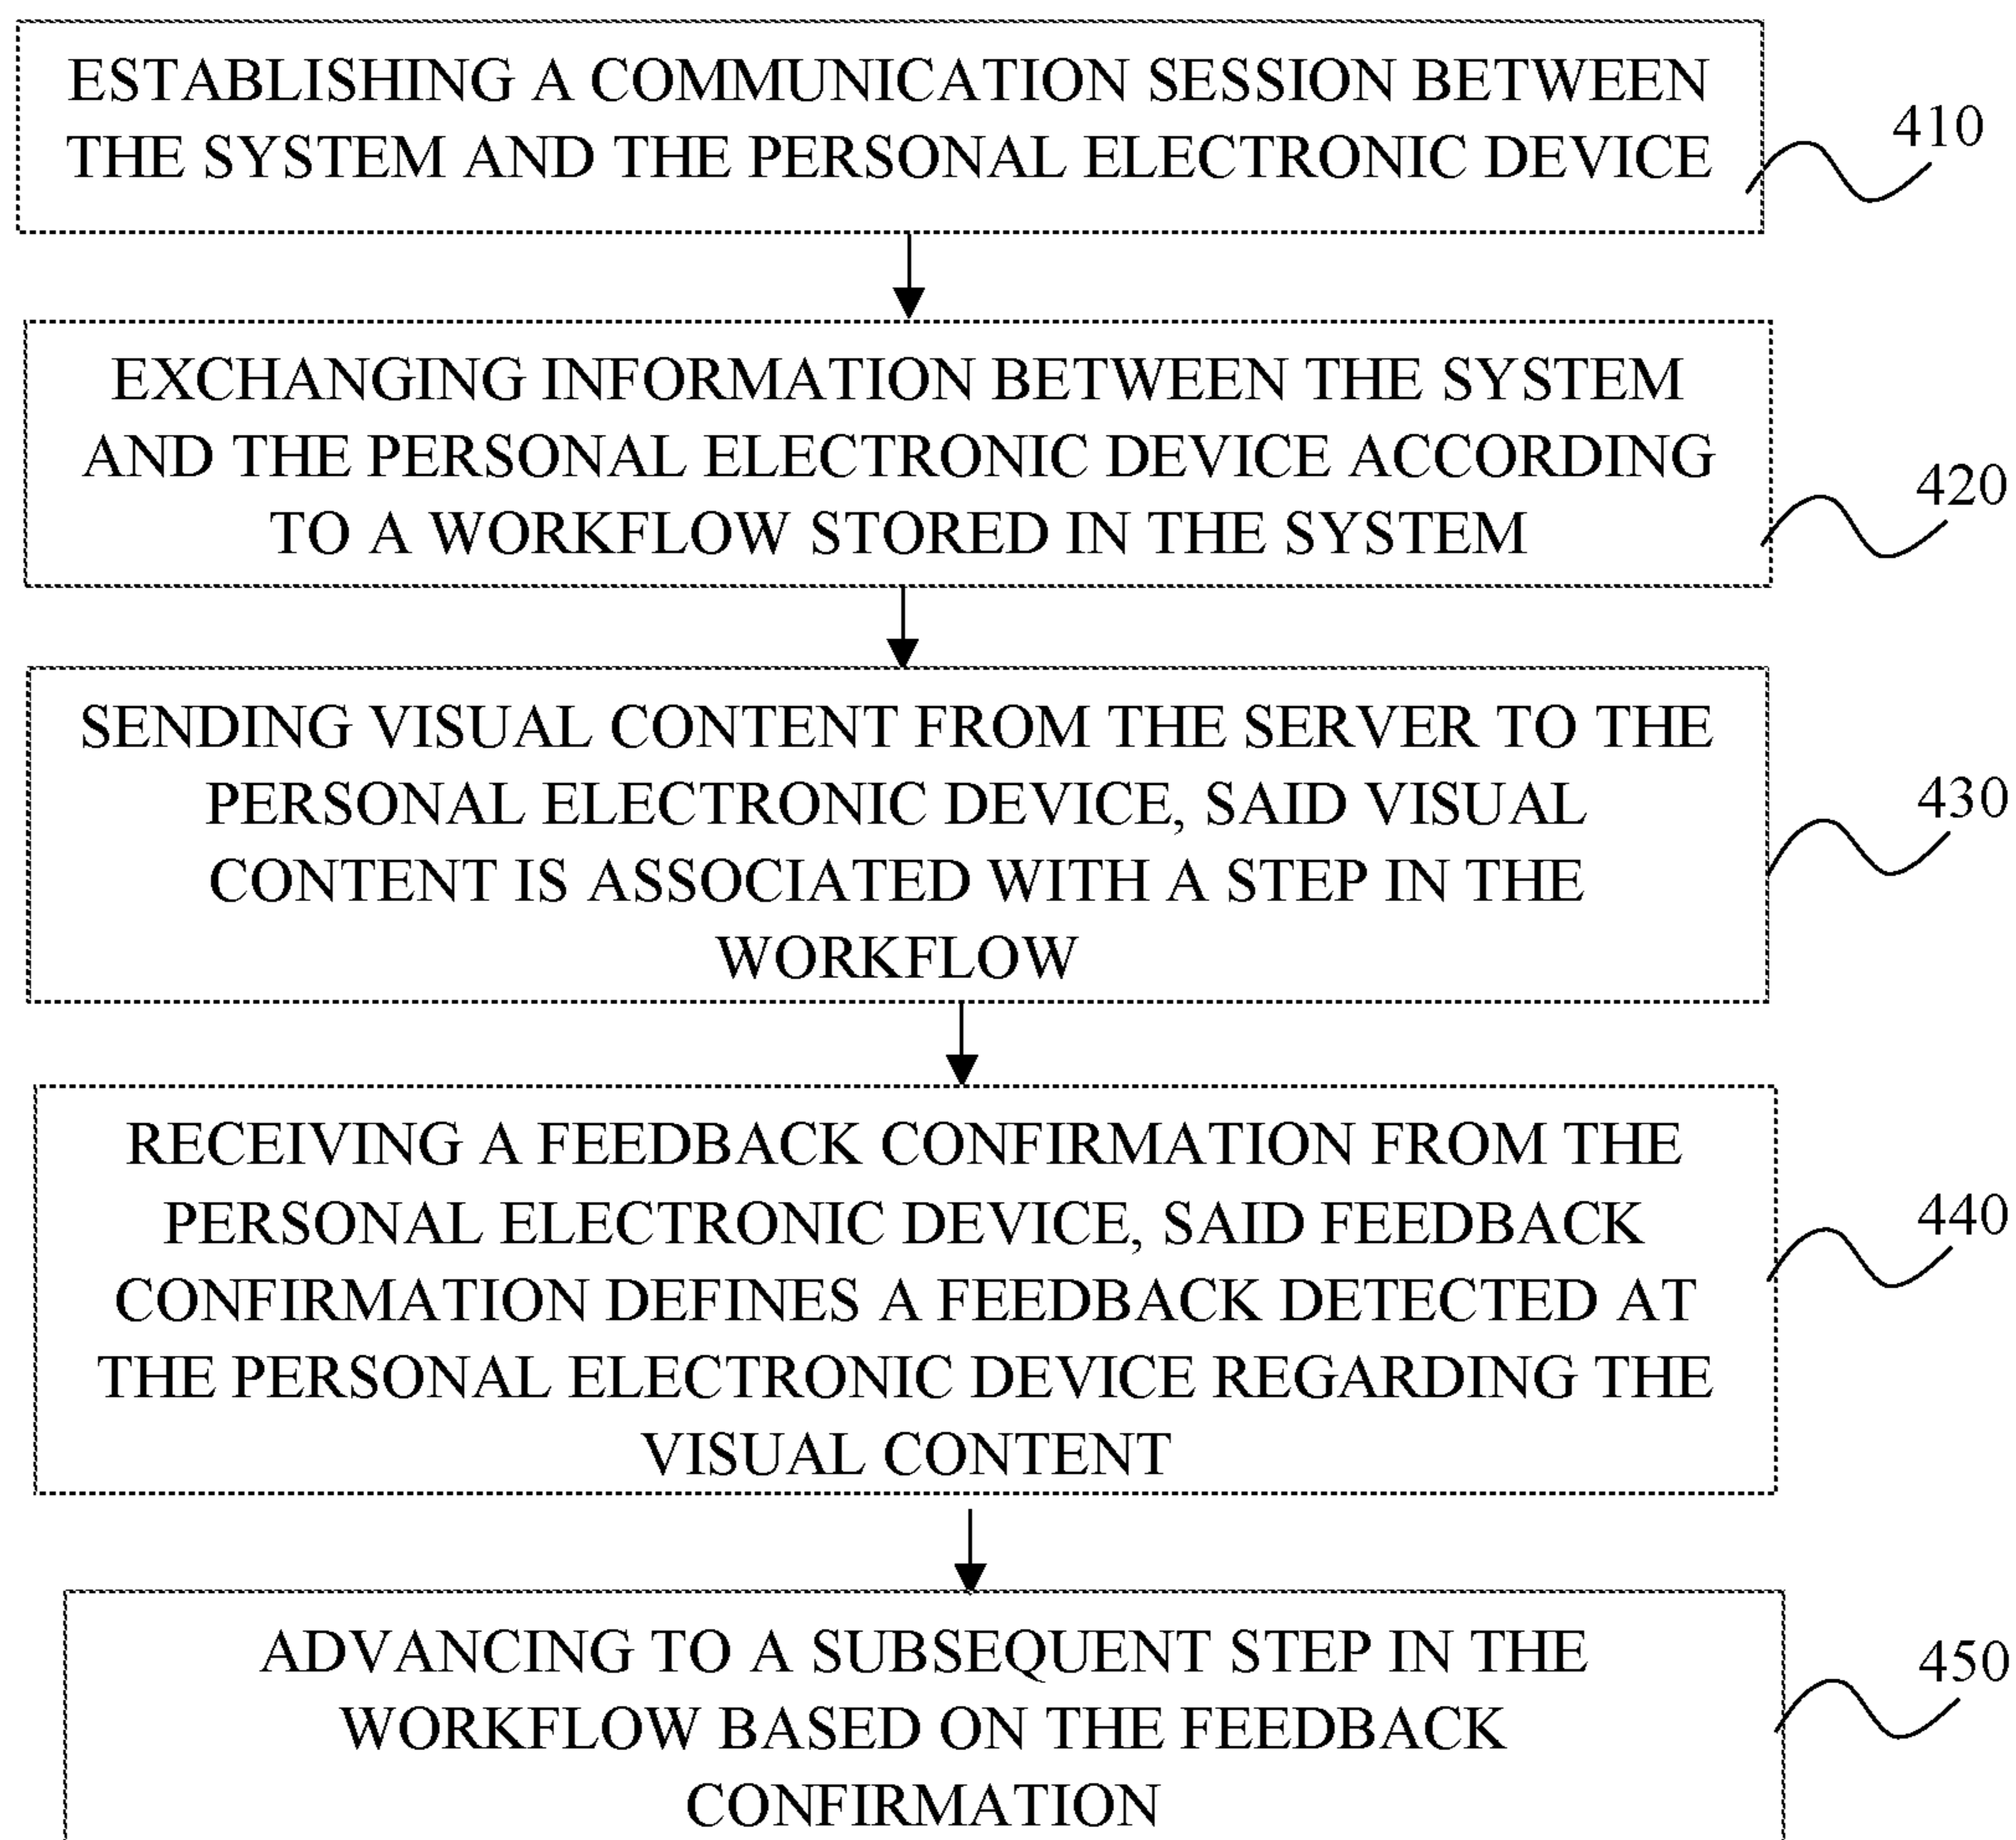 ESTABLISHING A COMMUNICATION SESSION BETWEEN
THE SYSTEM AND THE PERSONAL ELECTRONIC DEVICE
410
EXCHANGING INFORMATION BETWEEN THE SYSTEM
AND THE PERSONAL ELECTRONIC DEVICE ACCORDING
TO A WORKFLOW STORED IN THE SYSTEM
420
SENDING VISUAL CONTENT FROM THE SERVER TO THE
PERSONAL ELECTRONIC DEVICE, SAID VISUAL
CONTENT IS ASSOCIATED WITH A STEP IN THE
WORKFLOW
430
RECEIVING A FEEDBACK CONFIRMATION FROM THE
PERSONAL ELECTRONIC DEVICE, SAID FEEDBACK
CONFIRMATION DEFINES A FEEDBACK DETECTED AT
THE PERSONAL ELECTRONIC DEVICE REGARDING THE
VISUAL CONTENT
440
ADVANCING TO A SUBSEQUENT STEP IN THE
WORKFLOW BASED ON THE FEEDBACK
CONFIRMATION
450